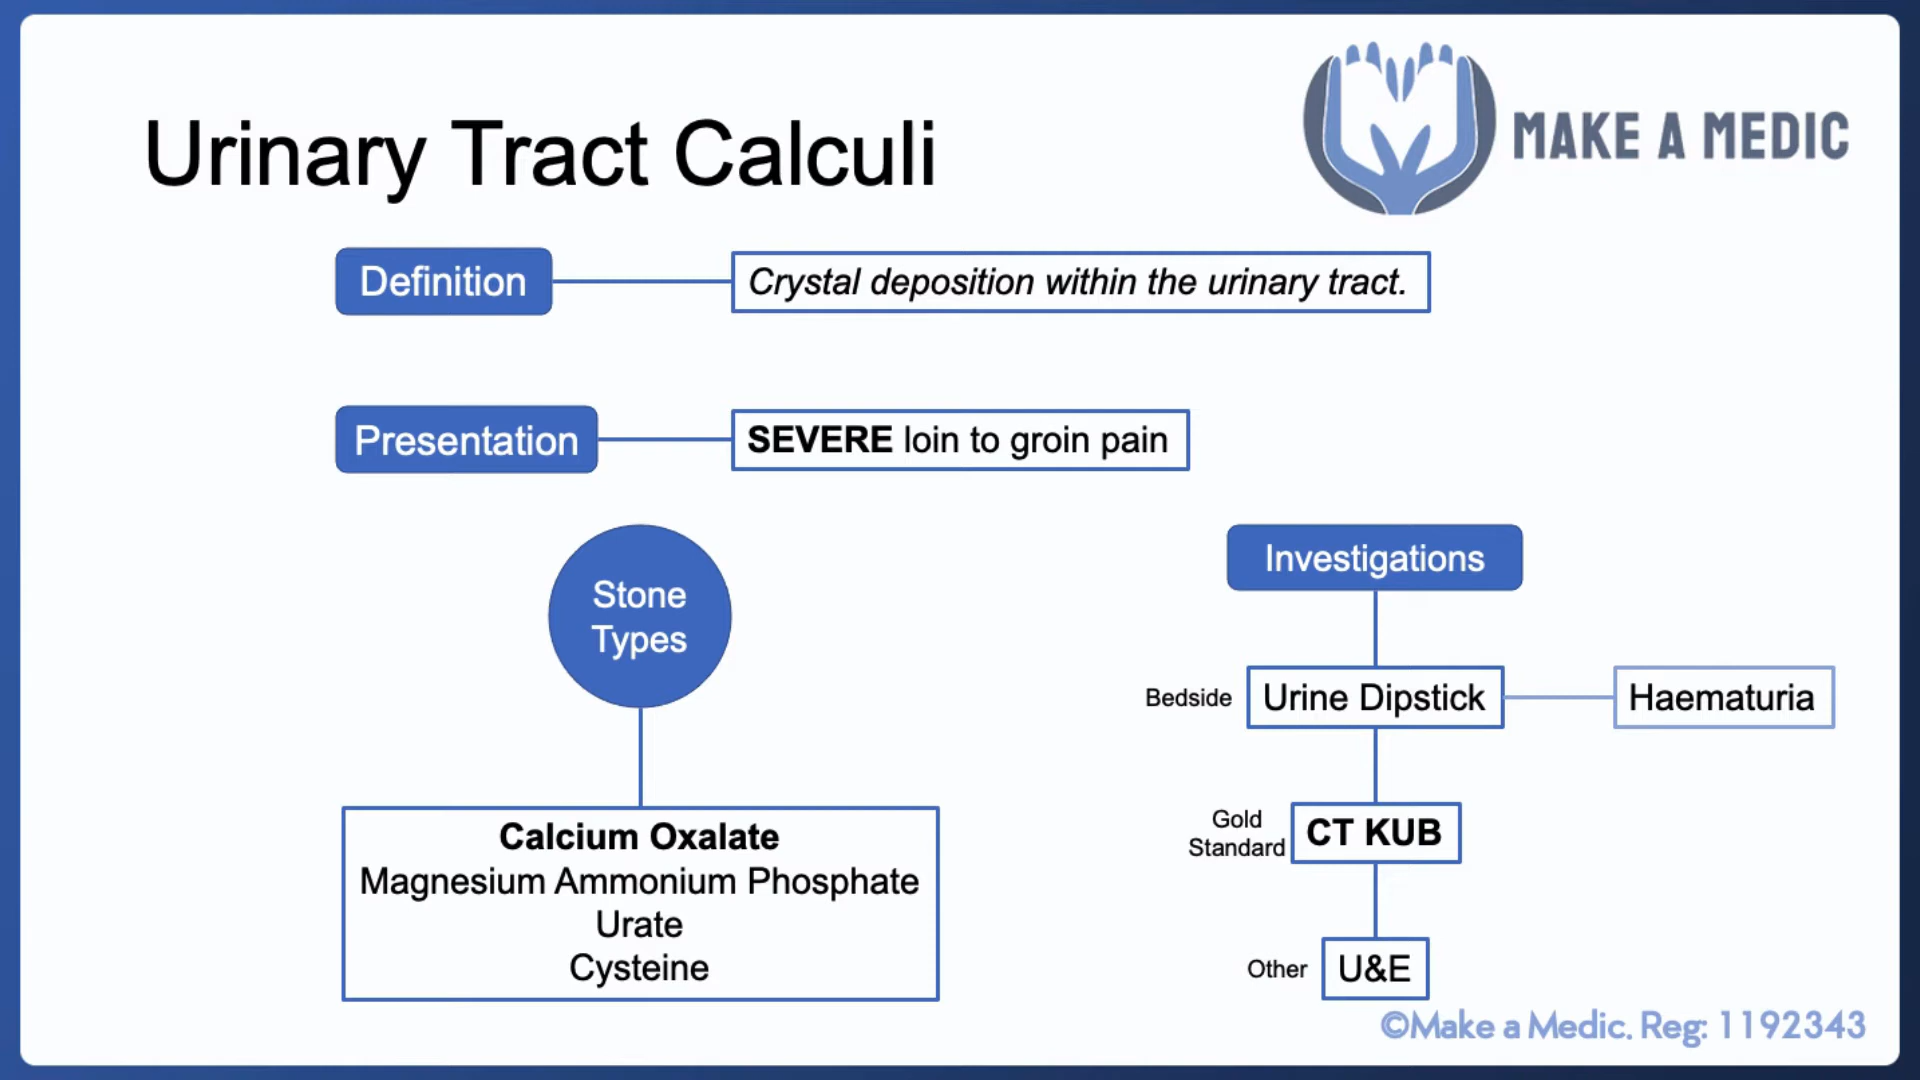 MAKE A MEDIC
Urinary Tract Calculi
Definition
Crystal deposition within the urinary tract.
Presentation
SEVERE loin to groin pain
Stone
Types
Calcium Oxalate
Magnesium Ammonium Phosphate
Urate
Cysteine
Investigations
Bedside
Urine Dipstick
Haematuria
Gold
Standard
CT KUB
Other
U&E
©Make a Medic. Reg: 1192343